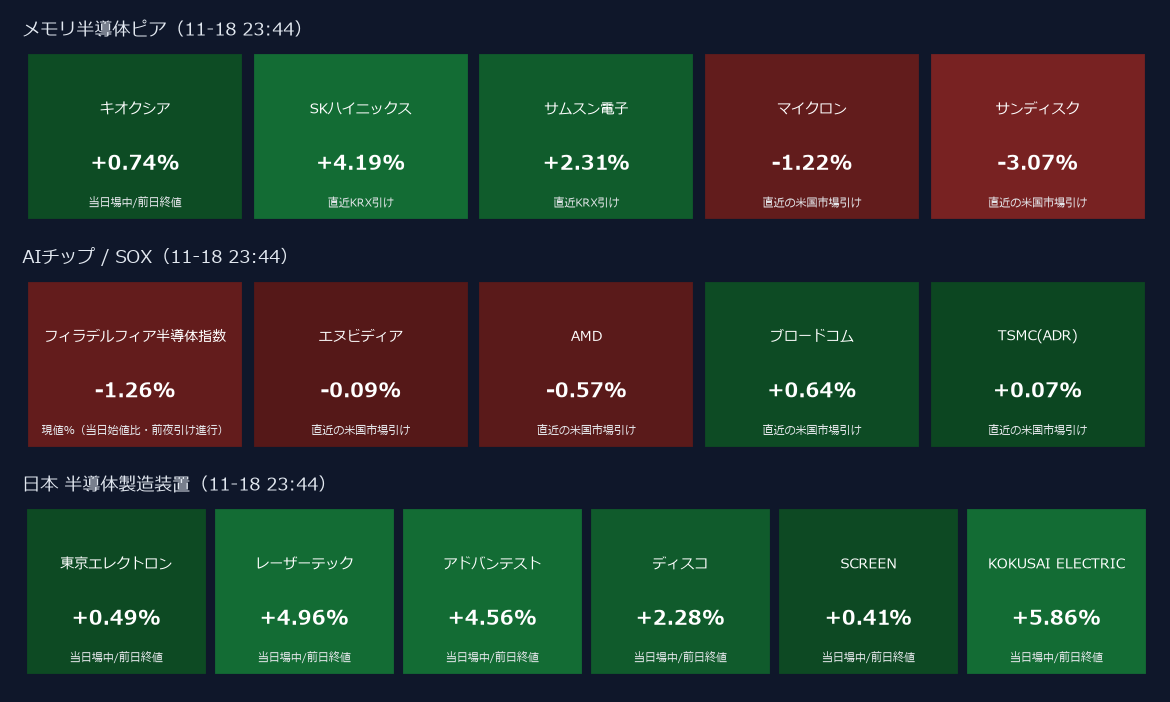 メモリ半導体ピア（11-18 23:44）
キオクシア
+0.74%
当日場中/前日終値
SKハイニックス
+4.19%
直近KRX引け
サムスン電子
+2.31%
直近KRX引け
マイクロン
-1.22%
直近の米国市場引け
サンディスク
-3.07%
直近の米国市場引け
AIチップ / SOX（11-18 23:44）
フィラデルフィア半導体指数
-1.26%
現値%（当日始値比・前夜引け進行）
エヌビディア
-0.09%
直近の米国市場引け
AMD
-0.57%
直近の米国市場引け
ブロードコム
+0.64%
直近の米国市場引け
TSMC(ADR)
+0.07%
直近の米国市場引け
日本 半導体製造装置（11-18 23:44）
東京エレクトロン
+0.49%
当日場中/前日終値
レーザーテック
+4.96%
当日場中/前日終値
アドバンテスト
+4.56%
当日場中/前日終値
ディスコ
+2.28%
当日場中/前日終値
SCREEN
+0.41%
当日場中/前日終値
KOKUSAI ELECTRIC
+5.86%
当日場中/前日終値